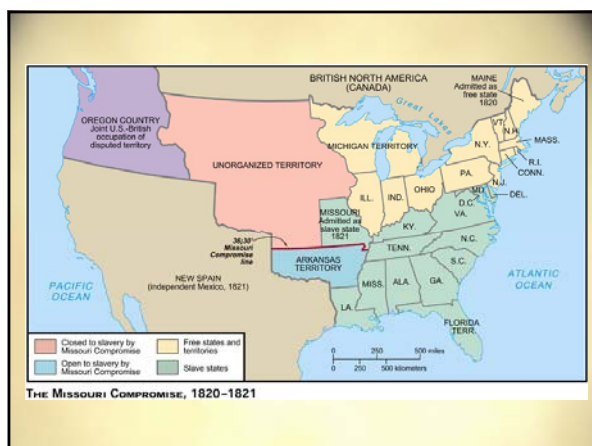 BRITISH NORTH AMERICA
(CANADA)
MAINE
Admitted as
free state
1820
OREGON COUNTRY
Joint U.S.-British
occupation of
disputed territory
Great Lakes
VT.
N.H.
MASS.
MICHIGAN TERRITORY
N.Y.
R.I.
CONN.
UNORGANIZED TERRITORY
PA.
N.J.
ILL.
IND.
OHIO
MD.
DEL.
D.C.
MISSOURI
Admitted as
slave state
1821
VA.
KY.
36°30'
Missouri
Compromise
line
N.C.
TENN.
ARKANSAS
TERRITORY
S.C.
NEW SPAIN
(independent Mexico, 1821)
MISS.
ALA.
GA.
PACIFIC
OCEAN
ATLANTIC
OCEAN
LA.
FLORIDA
TERR.
Closed to slavery by
Missouri Compromise
Free states and
territories
Open to slavery by
Missouri Compromise
Slave states
0 250 500 miles
0 250 500 kilometers
THE MISSOURI COMPROMISE, 1820–1821